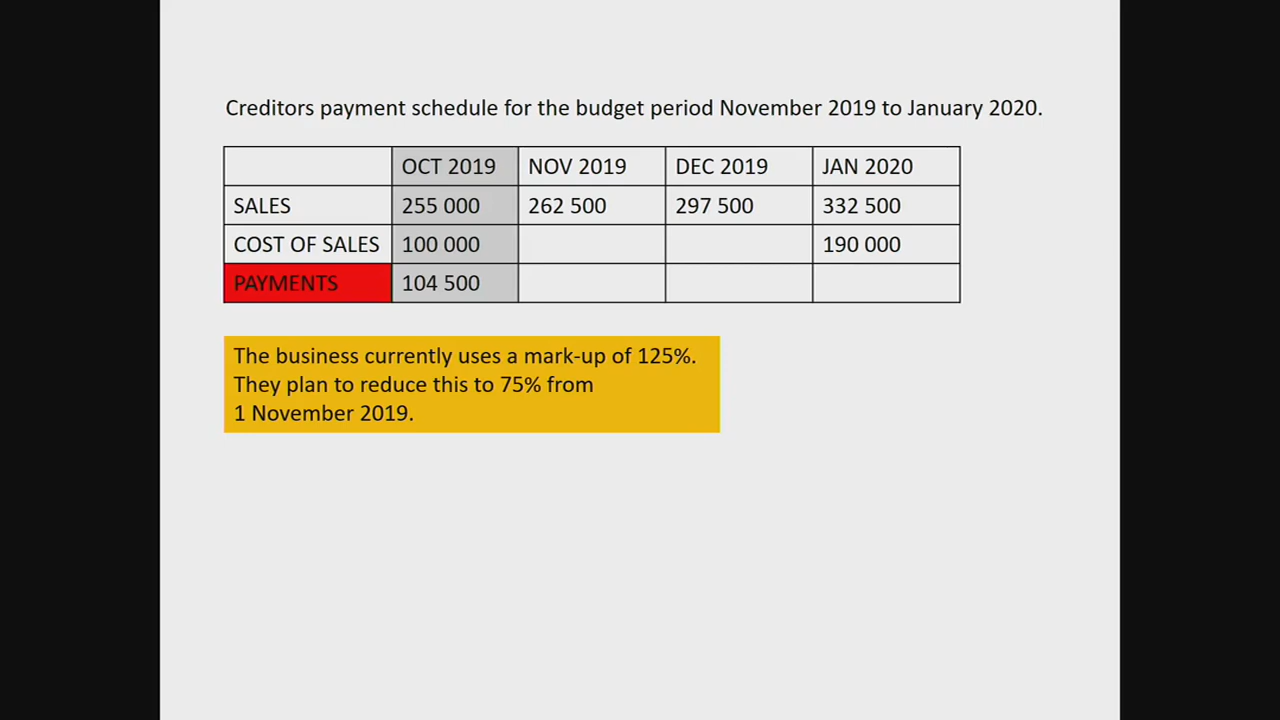 Creditors payment schedule for the budget period November 2019 to January 2020.
OCT 2019 NOV 2019 DEC 2019 JAN 2020
SALES 255 000 262 500 297 500 332 500
COST OF SALES 100 000 190 000
PAYMENTS 104 500
The business currently uses a mark-up of 125%.
They plan to reduce this to 75% from
1 November 2019.